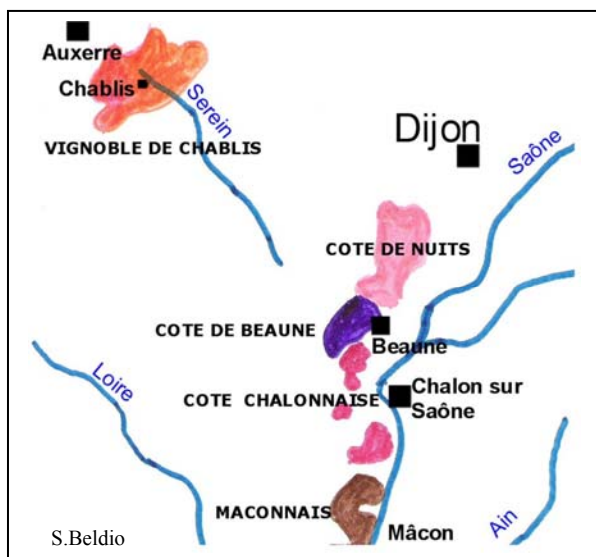 Auxerre
Chablis
Serein
VIGNOBLE DE CHABLIS
Dijon
Saône
COTE DE NUITS
COTE DE BEAUNE
Beaune
Loire
COTE CHALONNAISE
Chalon sur
Saône
MACONNAIS
Mâcon
Ain
S.Beldio